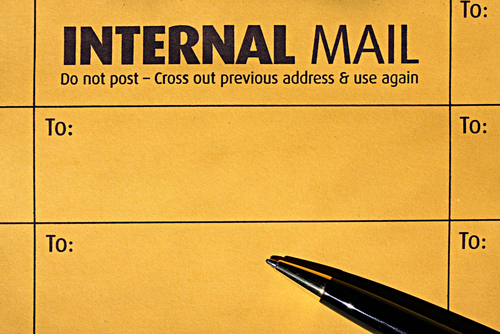 To:
INTERNAL MAIL
Do not post – Cross out previous address & use again
To:
To:
To:
To: